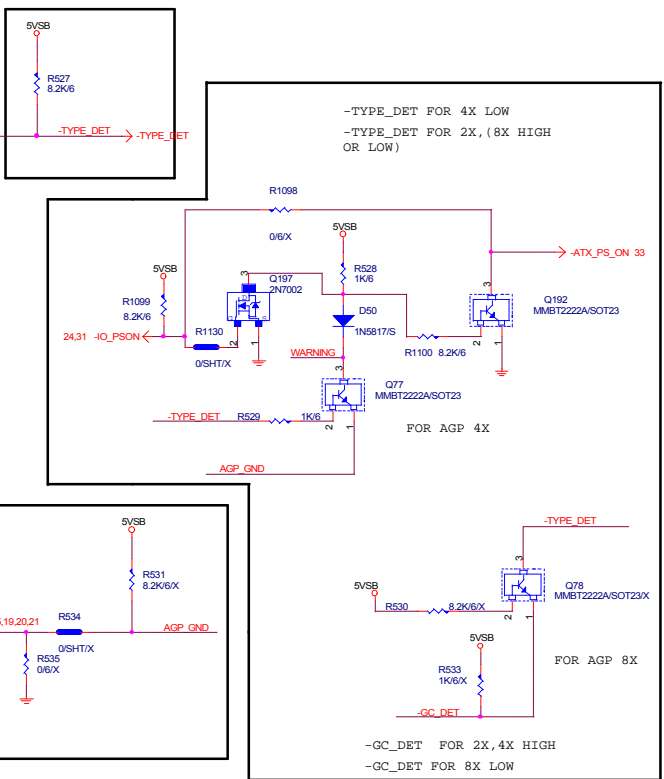 5VSB
R527
8.2K/6
-TYPE_DET
-TYPE_DET
-TYPE_DET FOR 4X LOW
-TYPE_DET FOR 2X,(8X HIGH
OR LOW)
R1098
0/6/X
5VSB
R528
1K/6
-ATX_PS_ON 33
5VSB
R1099
8.2K/6
3
Q197
2N7002
D
G
S
2
1
D50
1N5817/S
3
Q192
MMBT2222A/SOT23
2
1
24,31 -IO_PSON
R1130
0/SHT/X
R1100 8.2K/6
WARNING
3
Q77
MMBT2222A/SOT23
2
1
-TYPE_DET
R529
1K/6
FOR AGP 4X
AGP_GND
5VSB
R531
8.2K/6/X
,19,20,21
R534
0/SHT/X
AGP_GND
R535
0/6/X
-TYPE_DET
3
Q78
MMBT2222A/SOT23/X
2
1
5VSB
R530
8.2K/6/X
5VSB
R533
1K/6/X
FOR AGP 8X
-GC_DET
-GC_DET FOR 2X,4X HIGH
-GC_DET FOR 8X LOW